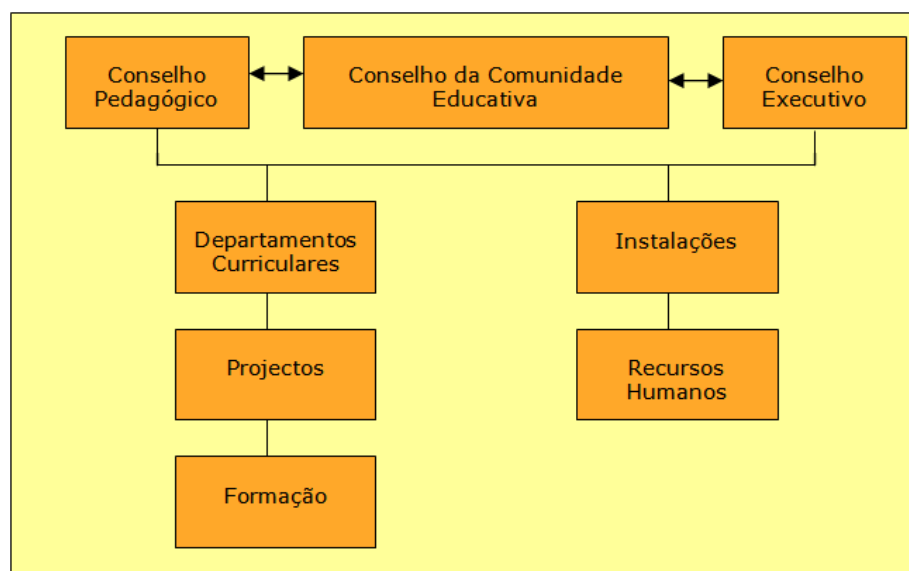 Conselho
Pedagógico
Conselho da Comunidade
Educativa
Conselho
Executivo
Departamentos
Curriculares
Instalações
Projectos
Recursos
Humanos
Formação